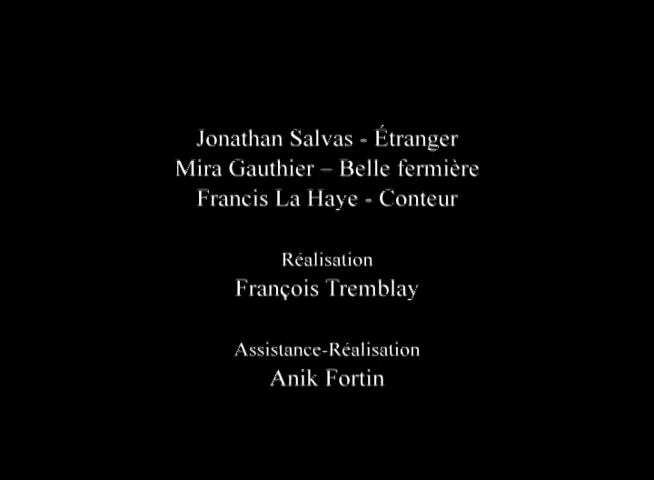 Jonathan Salvas - Étranger
Mira Gauthier – Belle fermière
Francis La Haye - Conteur
Réalisation
François Tremblay
Assistance-Réalisation
Anik Fortin